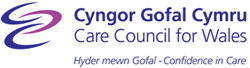 Cyngor Gofal Cymru
Care Council for Wales
Hyder mewn Gofal - Confidence in Care